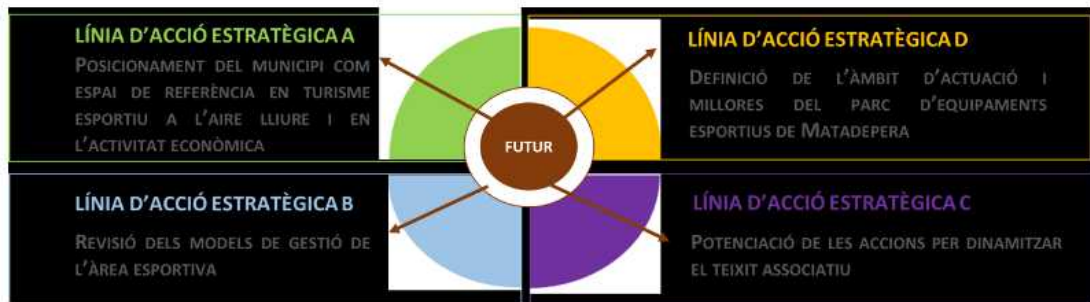 LÍNIA D'ACCIÓ ESTRATÈGICA A
POSICIONAMENT DEL MUNICIPI COM
ESPAI DE REFERÈNCIA EN TURISME
ESPORTIU A L'AIRE LLIURE I EN
L'ACTIVITAT ECONÒMICA
LÍNIA D'ACCIÓ ESTRATÈGICA D
DEFINICIÓ DE L'ÀMBIT D'ACTUACIÓ I
MILLORES DEL PARC D'EQUIPAMENTS
ESPORTIUS DE MATADEPERA
FUTUR
LÍNIA D'ACCIÓ ESTRATÈGICA B
REVISIÓ DELS MODELS DE GESTIÓ DE
L'ÀREA ESPORTIVA
LÍNIA D'ACCIÓ ESTRATÈGICA C
POTENCIACIÓ DE LES ACCIONS PER DINAMITZAR
EL TEIXIT ASSOCIATIU